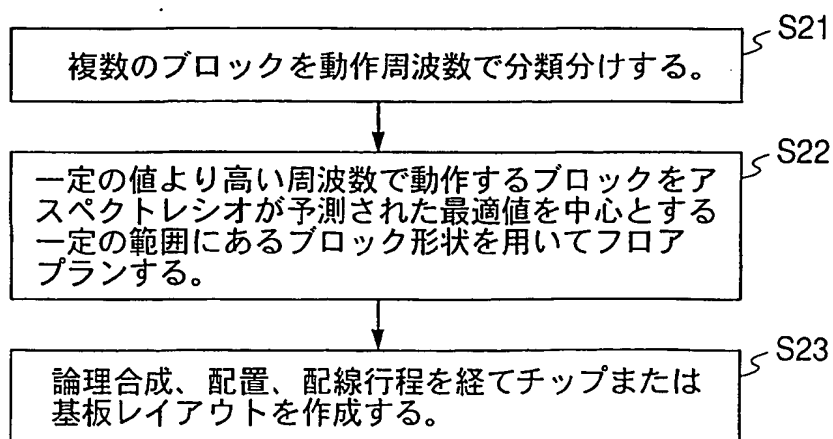 S21
複数のブロックを動作周波数で分類分けする。
S22
一定の値より高い周波数で動作するブロックをア
スペクトレシオが予測された最適値を中心とする
一定の範囲にあるブロック形状を用いてフロア
プランする。
S23
論理合成、配置、配線行程を経てチップまたは
基板レイアウトを作成する。